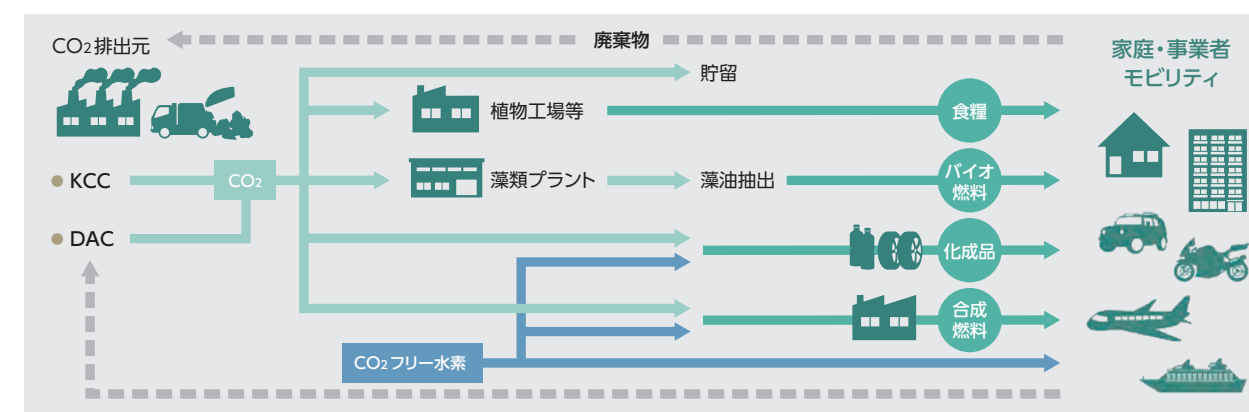 CO2排出元
廃棄物
家庭・事業者
モビリティ
貯留
植物工場等
食糧
KCC
CO2
藻類プラント
藻油抽出
バイオ
燃料
DAC
化成品
合成
燃料
CO2フリー水素